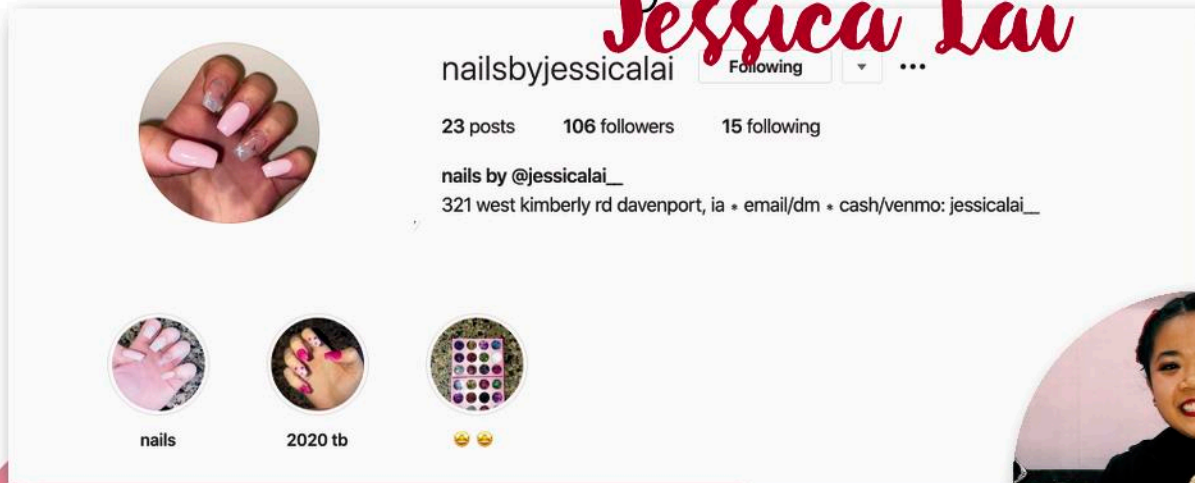 Jessica Lai
nailsbyjessicalai Following
23 posts 106 followers 15 following
nails by @jessicalai__
321 west kimberly rd davenport, ia * email/dm * cash/venmo: jessicalai__
nails 2020 tb 🤩 🤩